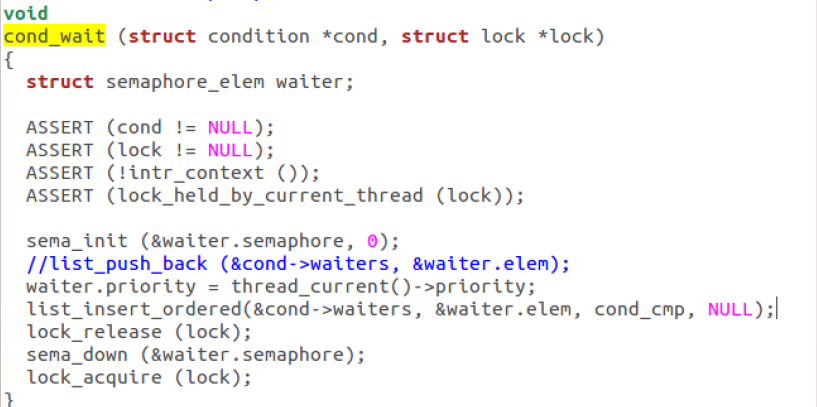 void
cond_wait (struct condition *cond, struct lock *lock)
{
  struct semaphore_elem waiter;

  ASSERT (cond != NULL);
  ASSERT (lock != NULL);
  ASSERT (!intr_context ());
  ASSERT (lock_held_by_current_thread (lock));

  sema_init (&waiter.semaphore, 0);
  //list_push_back (&cond->waiters, &waiter.elem);
  waiter.priority = thread_current()->priority;
  list_insert_ordered(&cond->waiters, &waiter.elem, cond_cmp, NULL);
  lock_release (lock);
  sema_down (&waiter.semaphore);
  lock_acquire (lock);
}